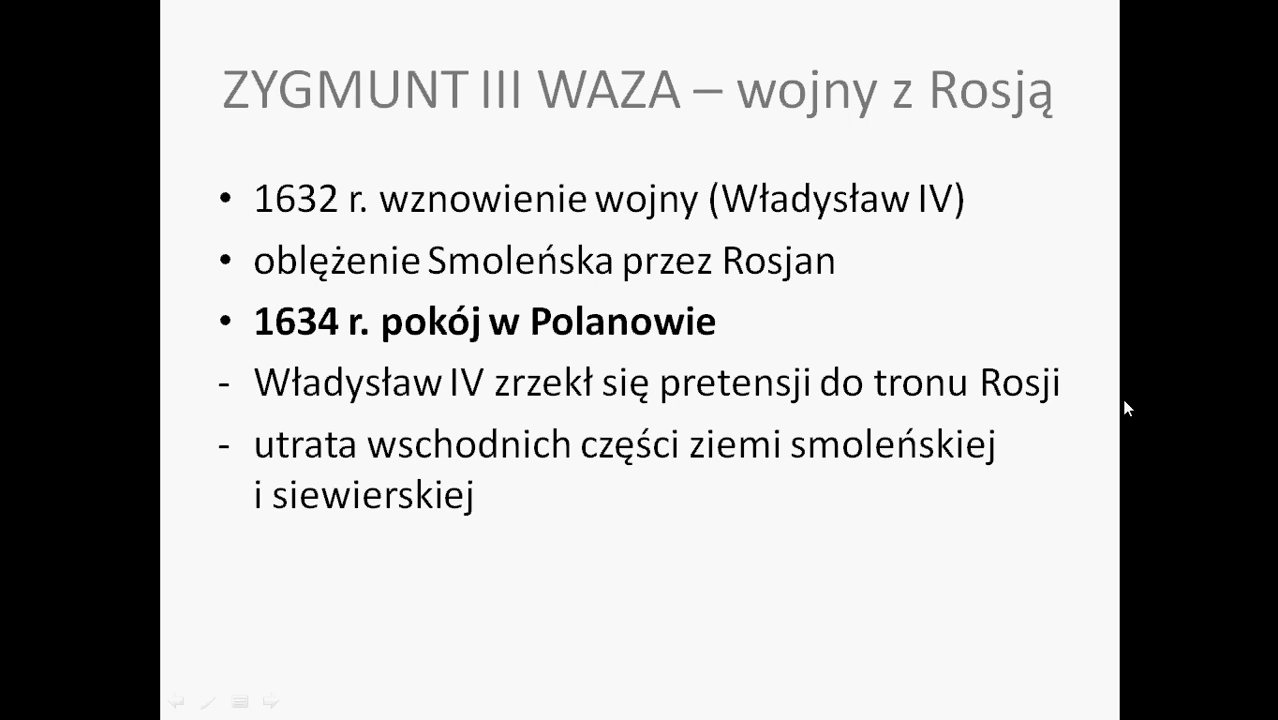 ZYGMUNT III WAZA – wojny z Rosją
• 1632 r. wznowienie wojny (Władysław IV)
• oblężenie Smoleńska przez Rosjan
• 1634 r. pokój w Polanowie
- Władysław IV zrzekł się pretensji do tronu Rosji
- utrata wschodnich części ziemi smoleńskiej
i siewierskiej